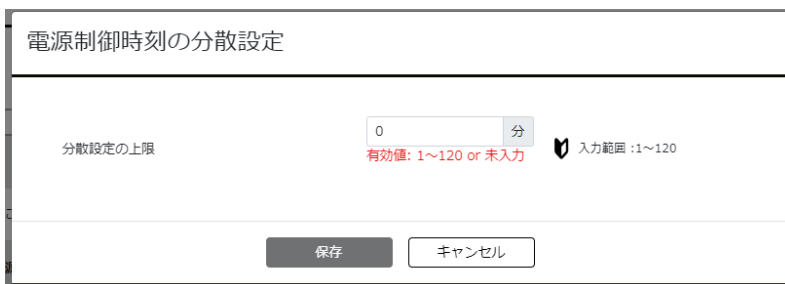 電源制御時刻の分散設定
分散設定の上限
0 分
有効値: 1～120 or 未入力
入力範囲 :1～120
保存 キャンセル